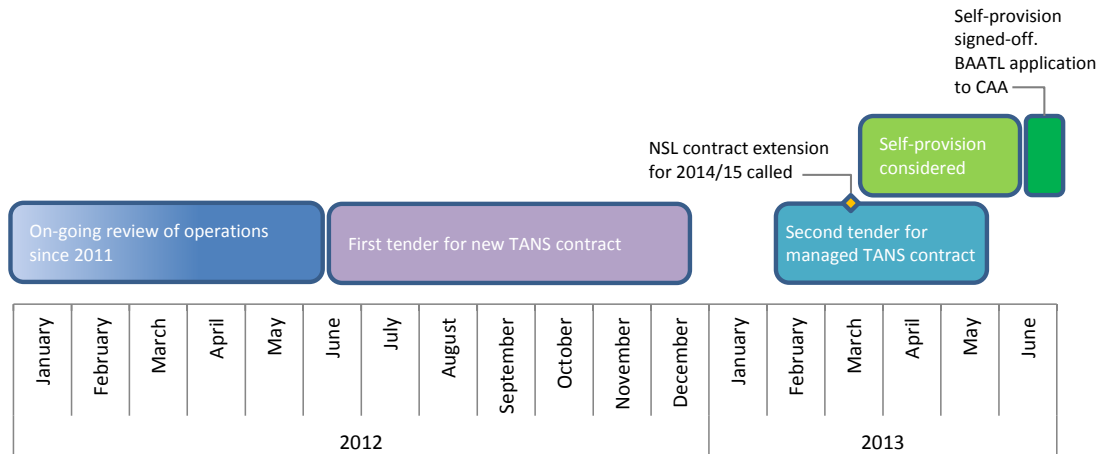 Self-provision
signed-off.
BAATL application
to CAA
NSL contract extension
for 2014/15 called
Self-provision
considered
On-going review of operations
since 2011
First tender for new TANS contract
Second tender for
managed TANS contract
January
February
March
April
May
June
July
August
September
October
November
December
January
February
March
April
May
June
2012
2013